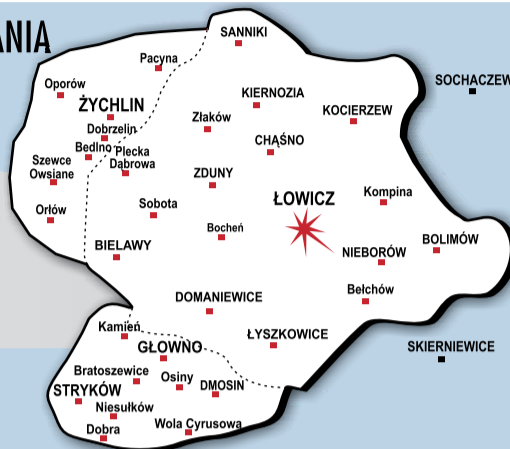 ANIA
SANNIKI
Pacyna
SOCHACZEW
Oporów
KIERNOZIA
ŻYCHLIN
KOCIERZEW
Złaków
Dobrzelin
CHĄŚNO
Bedlno
Plecka
Dąbrowa
Szewce
Owsiane
ZDUNY
ŁOWICZ
Kompina
Orłów
Sobota
Bocheń
BOLIMÓW
BIELAWY
NIEBORÓW
Bełchów
DOMANIEWICE
Kamień
ŁYSZKOWICE
GŁOWNO
SKIERNIEWICE
Bratoszewice
Osiny
DMOSIN
STRYKÓW
Niesułków
Dobra
Wola Cyrusowa